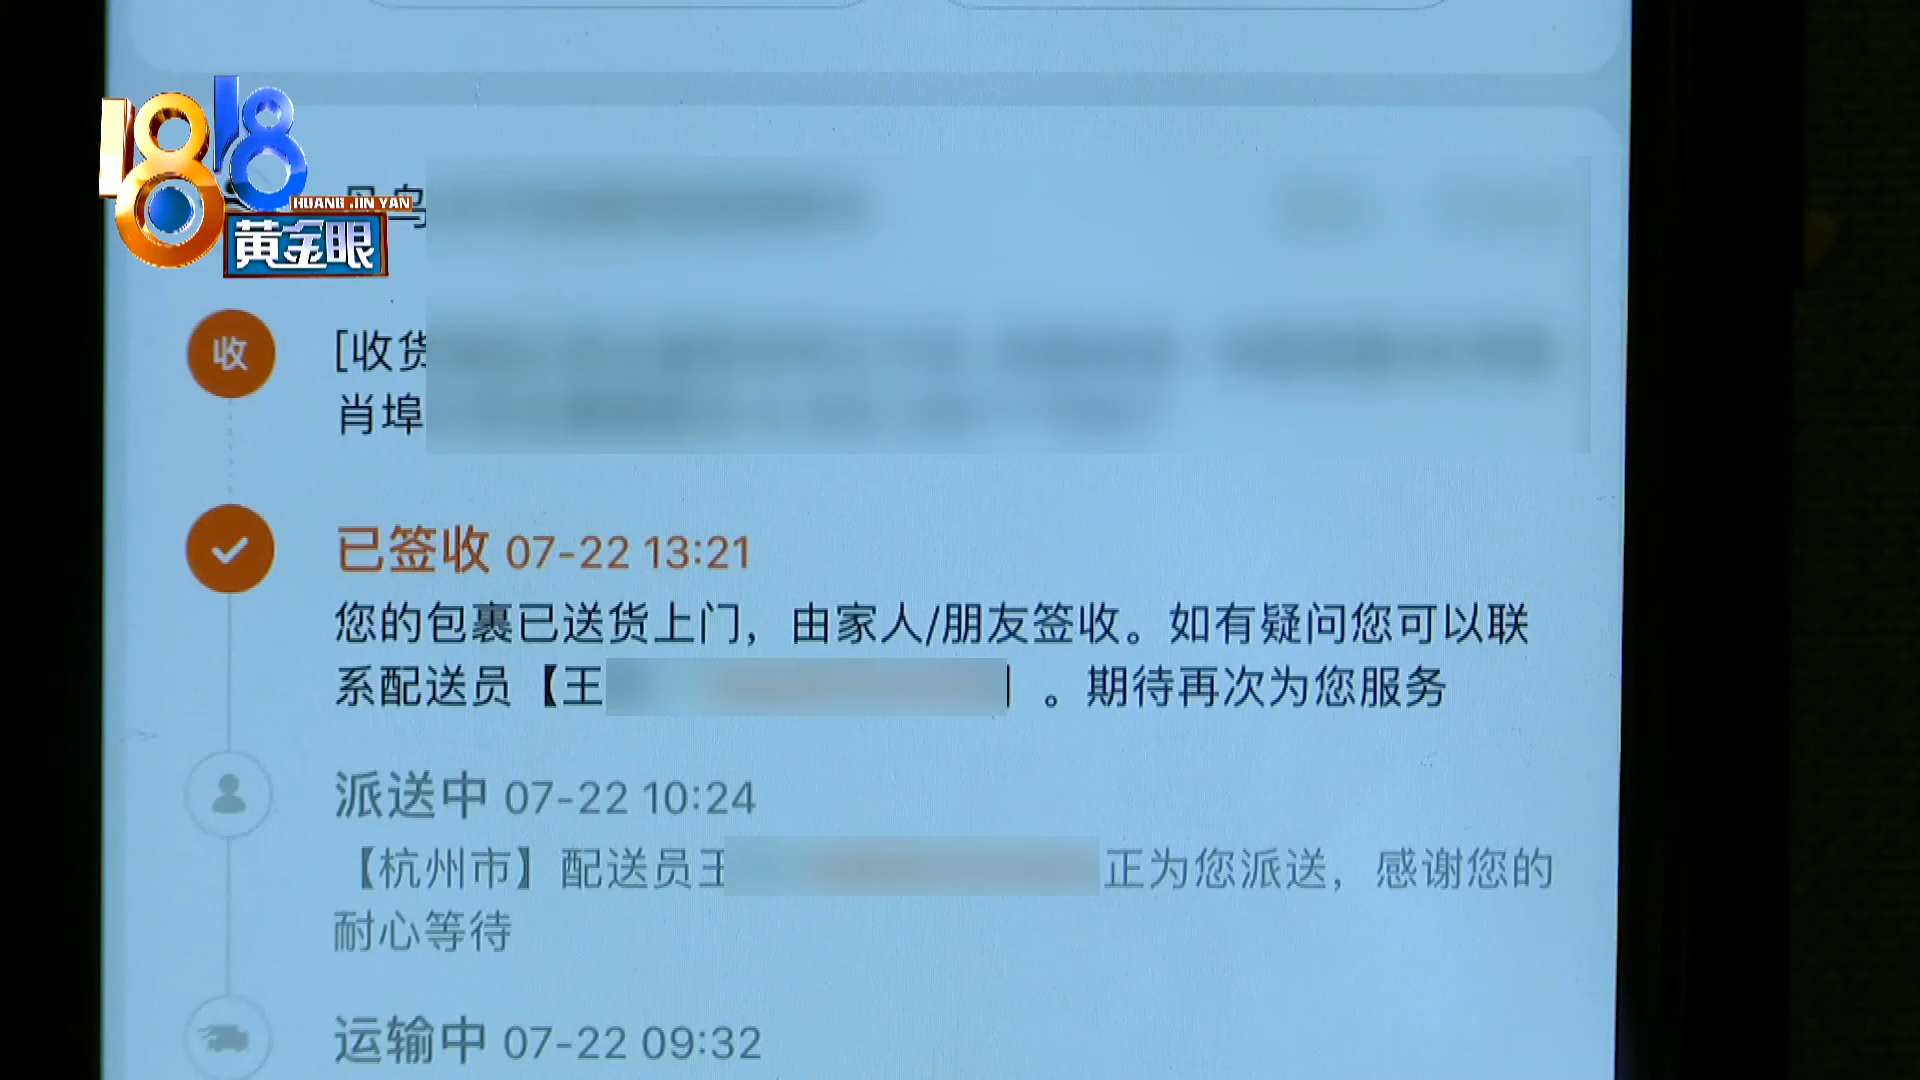 1818
HUANG JIN YAN
黄金眼
鸟
收
[收货
肖埠
已签收 07-22 13:21
您的包裹已送货上门，由家人/朋友签收。如有疑问您可以联
系配送员【王 】。期待再次为您服务
派送中 07-22 10:24
【杭州市】配送员王 正为您派送，感谢您的
耐心等待
运输中 07-22 09:32